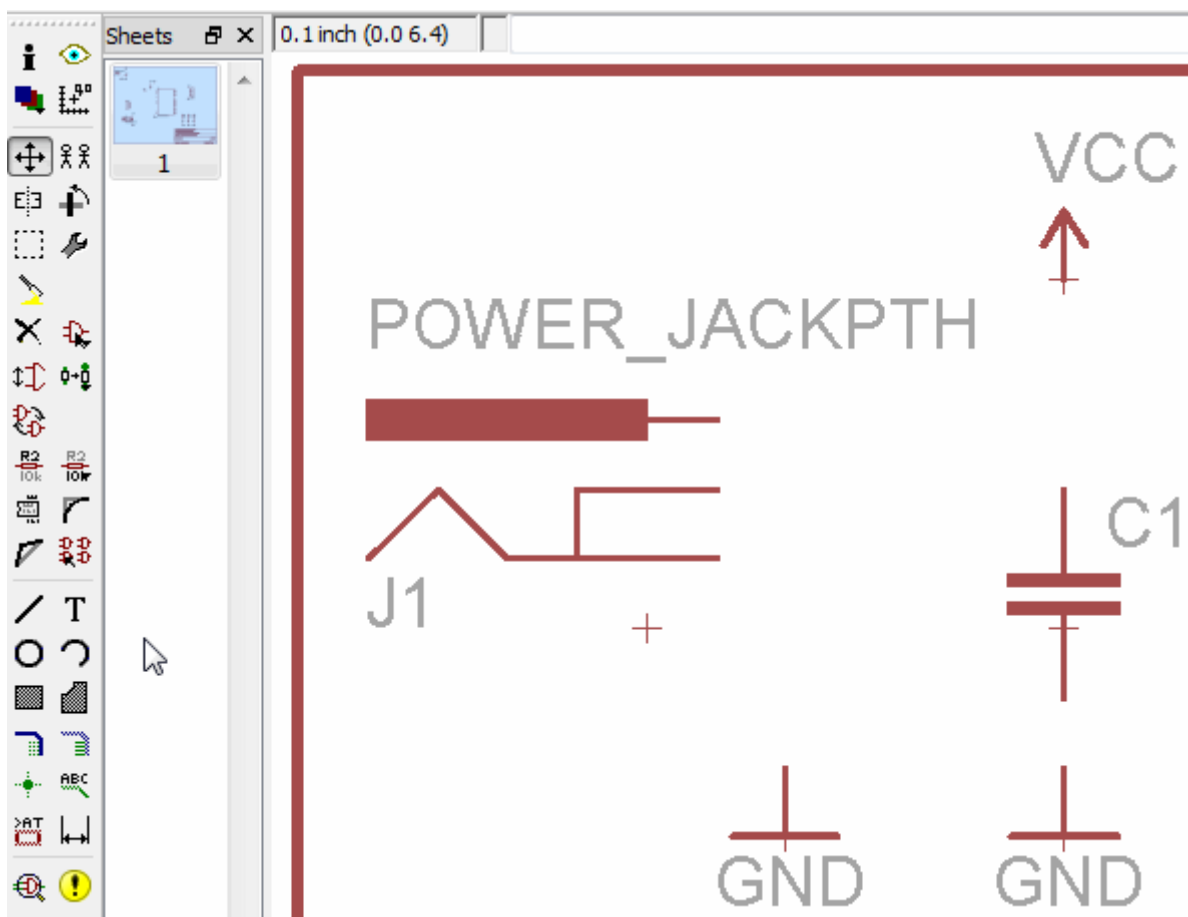 Sheets
0.1 inch (0.0 6.4)
1
VCC
POWER_JACKPTH
C1
J1
GND
GND
R2
10k
R2
10k
T
ABC
>AT